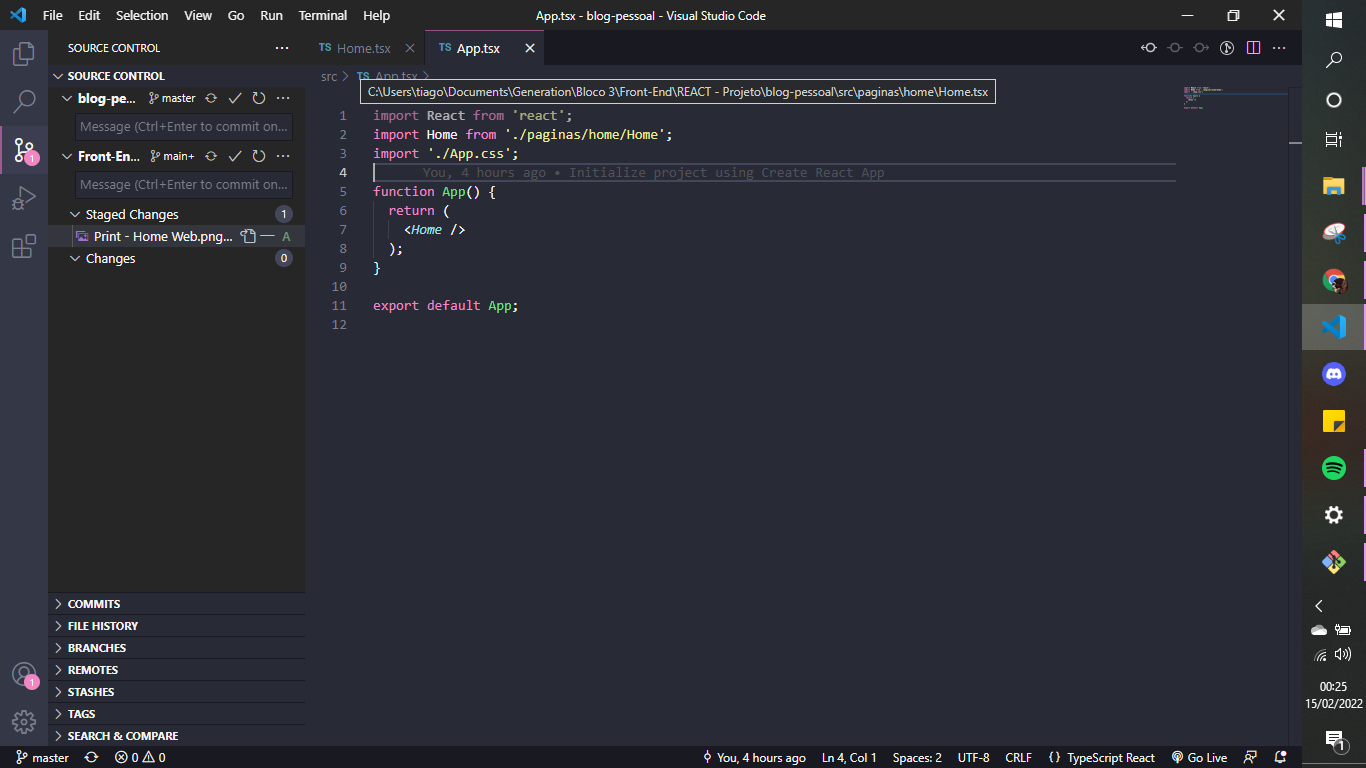 File Edit Selection View Go Run Terminal Help
App.tsx - blog-pessoal - Visual Studio Code
SOURCE CONTROL
TS Home.tsx
TS App.tsx
SOURCE CONTROL
blog-pe... master
Message (Ctrl+Enter to commit on...
1
Front-En... main+
Message (Ctrl+Enter to commit on...
Staged Changes 1
Print - Home Web.png... A
Changes 0
src > TS App.tsx >
C:\Users\tiago\Documents\Generation\Bloco 3\Front-End\REACT - Projeto\blog-pessoal\src\paginas\home\Home.tsx
1 import React from 'react';
2 import Home from './paginas/home/Home';
3 import './App.css';
4 You, 4 hours ago • Initialize project using Create React App
5 function App() {
6 return (
7 <Home />
8 );
9 }
10
11 export default App;
12
COMMITS
FILE HISTORY
BRANCHES
REMOTES
1
STASHES
TAGS
SEARCH & COMPARE
master 0 0
You, 4 hours ago Ln 4, Col 1 Spaces: 2 UTF-8 CRLF {} TypeScript React Go Live
00:25
15/02/2022
1